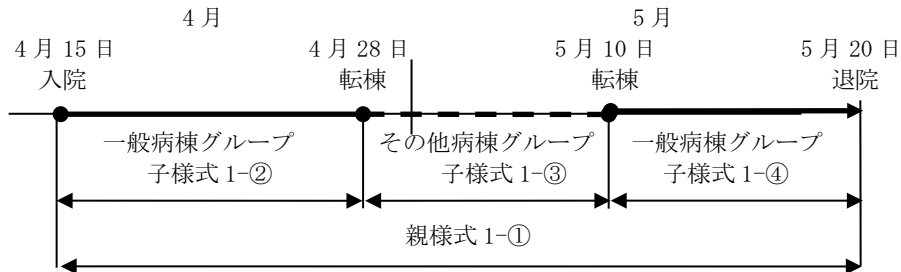 4月 5月
4月15日 4月28日 5月10日 5月20日
入院 転棟 転棟 退院
一般病棟グループ その他病棟グループ 一般病棟グループ
子様式1-② 子様式1-③ 子様式1-④
親様式1-①